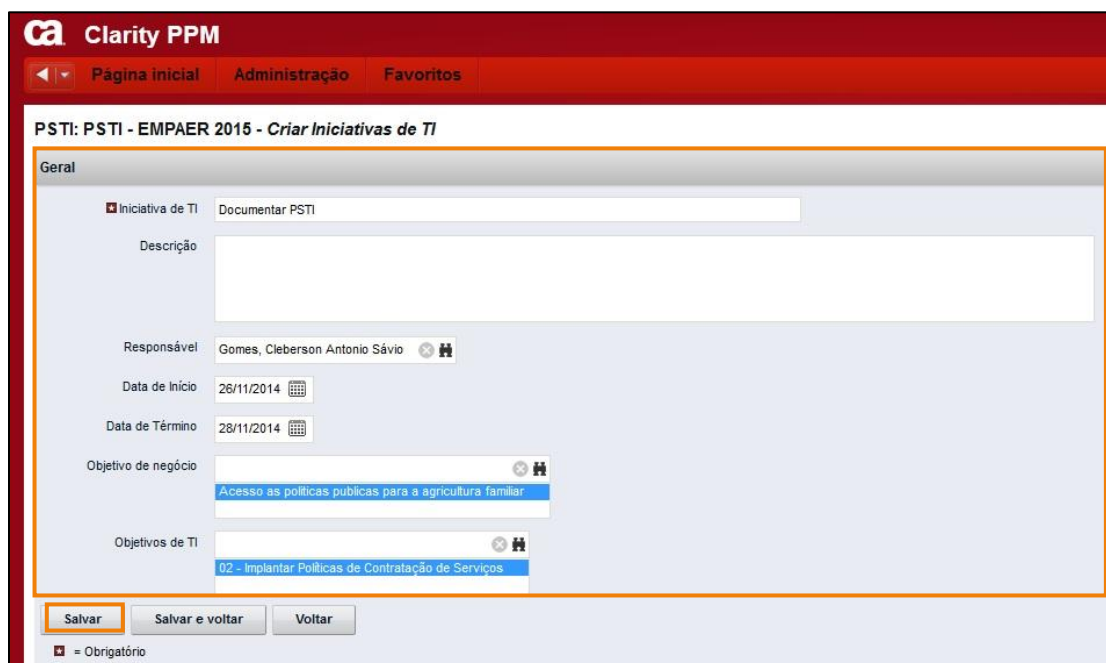 ca Clarity PPM
Página inicial Administração Favoritos
PSTI: PSTI - EMPAER 2015 - Criar Iniciativas de TI
Geral
Iniciativa de TI Documentar PSTI
Descrição
Responsável Gomes, Cleberson Antonio Sávio
Data de Início 26/11/2014
Data de Término 28/11/2014
Objetivo de negócio
Acesso as politicas publicas para a agricultura familiar
Objetivos de TI
02 - Implantar Políticas de Contratação de Serviços
Salvar Salvar e voltar Voltar
= Obrigatório